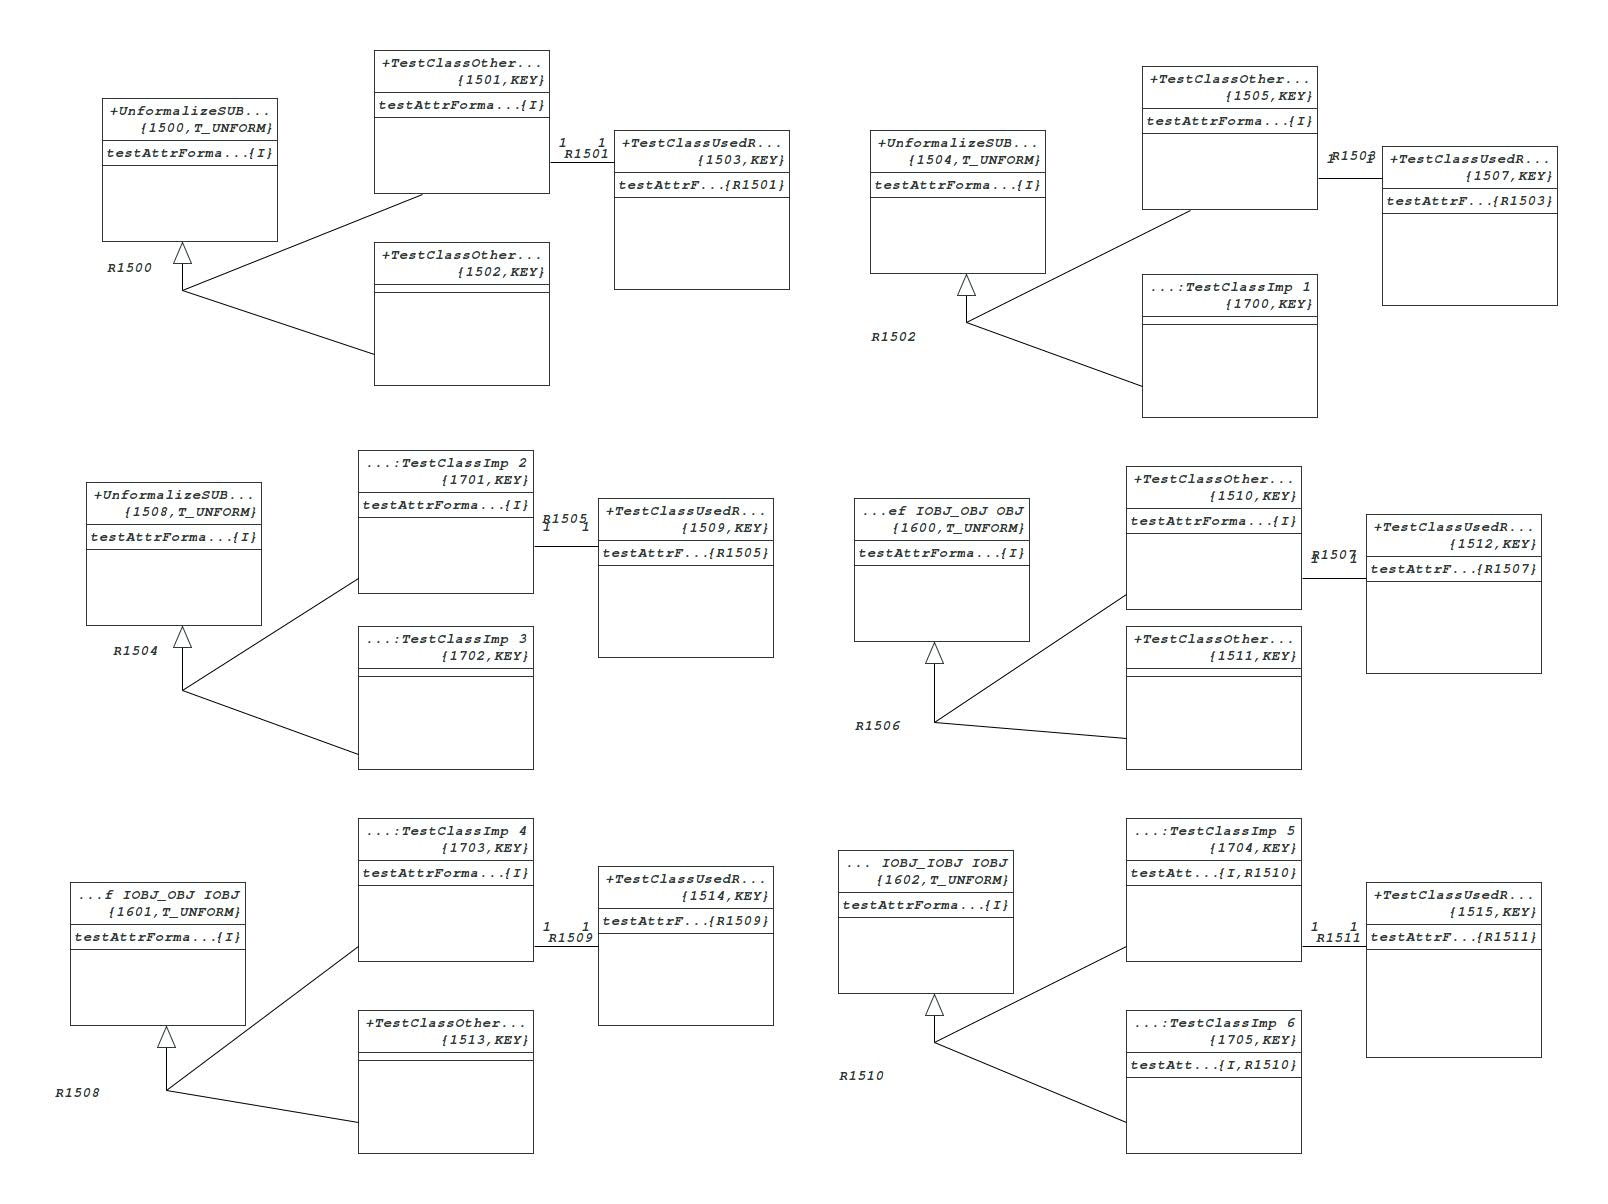 +TestClassOther...
{1501,KEY}
testAttrForma...{I}
+UnformalizeSUB...
{1500,T_UNFORM}
testAttrForma...{I}
1 1
R1501
+TestClassUsedR...
{1503,KEY}
testAttrF...{R1501}
R1500
+TestClassOther...
{1502,KEY}
+TestClassOther...
{1505,KEY}
testAttrForma...{I}
+UnformalizeSUB...
{1504,T_UNFORM}
testAttrForma...{I}
R1503
1 1
+TestClassUsedR...
{1507,KEY}
testAttrF...{R1503}
...:TestClassImp 1
{1700,KEY}
R1502
...:TestClassImp 2
{1701,KEY}
testAttrForma...{I}
+UnformalizeSUB...
{1508,T_UNFORM}
testAttrForma...{I}
R1505
1 1
+TestClassUsedR...
{1509,KEY}
testAttrF...{R1505}
R1504
...:TestClassImp 3
{1702,KEY}
+TestClassOther...
{1510,KEY}
testAttrForma...{I}
...ef IOBJ_OBJ OBJ
{1600,T_UNFORM}
testAttrForma...{I}
R1507
1 1
+TestClassUsedR...
{1512,KEY}
testAttrF...{R1507}
+TestClassOther...
{1511,KEY}
R1506
...:TestClassImp 4
{1703,KEY}
testAttrForma...{I}
...f IOBJ_OBJ IOBJ
{1601,T_UNFORM}
testAttrForma...{I}
1 1
R1509
+TestClassUsedR...
{1514,KEY}
testAttrF...{R1509}
+TestClassOther...
{1513,KEY}
R1508
...:TestClassImp 5
{1704,KEY}
testAtt...{I,R1510}
... IOBJ_IOBJ IOBJ
{1602,T_UNFORM}
testAttrForma...{I}
1 1
R1511
+TestClassUsedR...
{1515,KEY}
testAttrF...{R1511}
...:TestClassImp 6
{1705,KEY}
testAtt...{I,R1510}
R1510